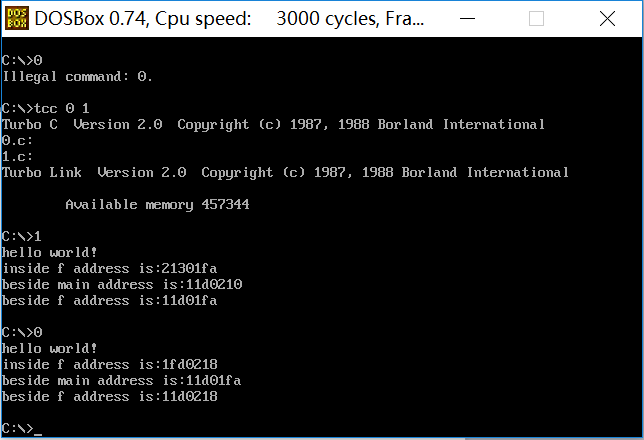 DOSBox 0.74, Cpu speed: 3000 cycles, Fra...
C:\>0
Illegal command: 0.
C:\>tcc 0 1
Turbo C Version 2.0 Copyright (c) 1987, 1988 Borland International
0.c:
1.c:
Turbo Link Version 2.0 Copyright (c) 1987, 1988 Borland International
Available memory 457344
C:\>1
hello world!
inside f address is:21301fa
beside main address is:11d0210
beside f address is:11d01fa
C:\>0
hello world!
inside f address is:1fd0218
beside main address is:11d01fa
beside f address is:11d0218
C:\>_